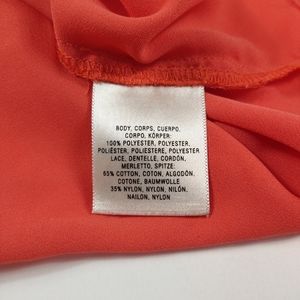 BODY, CORPS, CUERPO,
CORPO, KÖRPER:
100% POLYESTER, POLYESTER,
POLIÉSTER, POLIESTERE, POLYESTER
LACE, DENTELLE, CORDÓN,
MERLETTO, SPITZE:
65% COTTON, COTON, ALGODÓN,
COTONE, BAUMWOLLE
35% NYLON, NYLON, NILÓN,
NAILON, NYLON